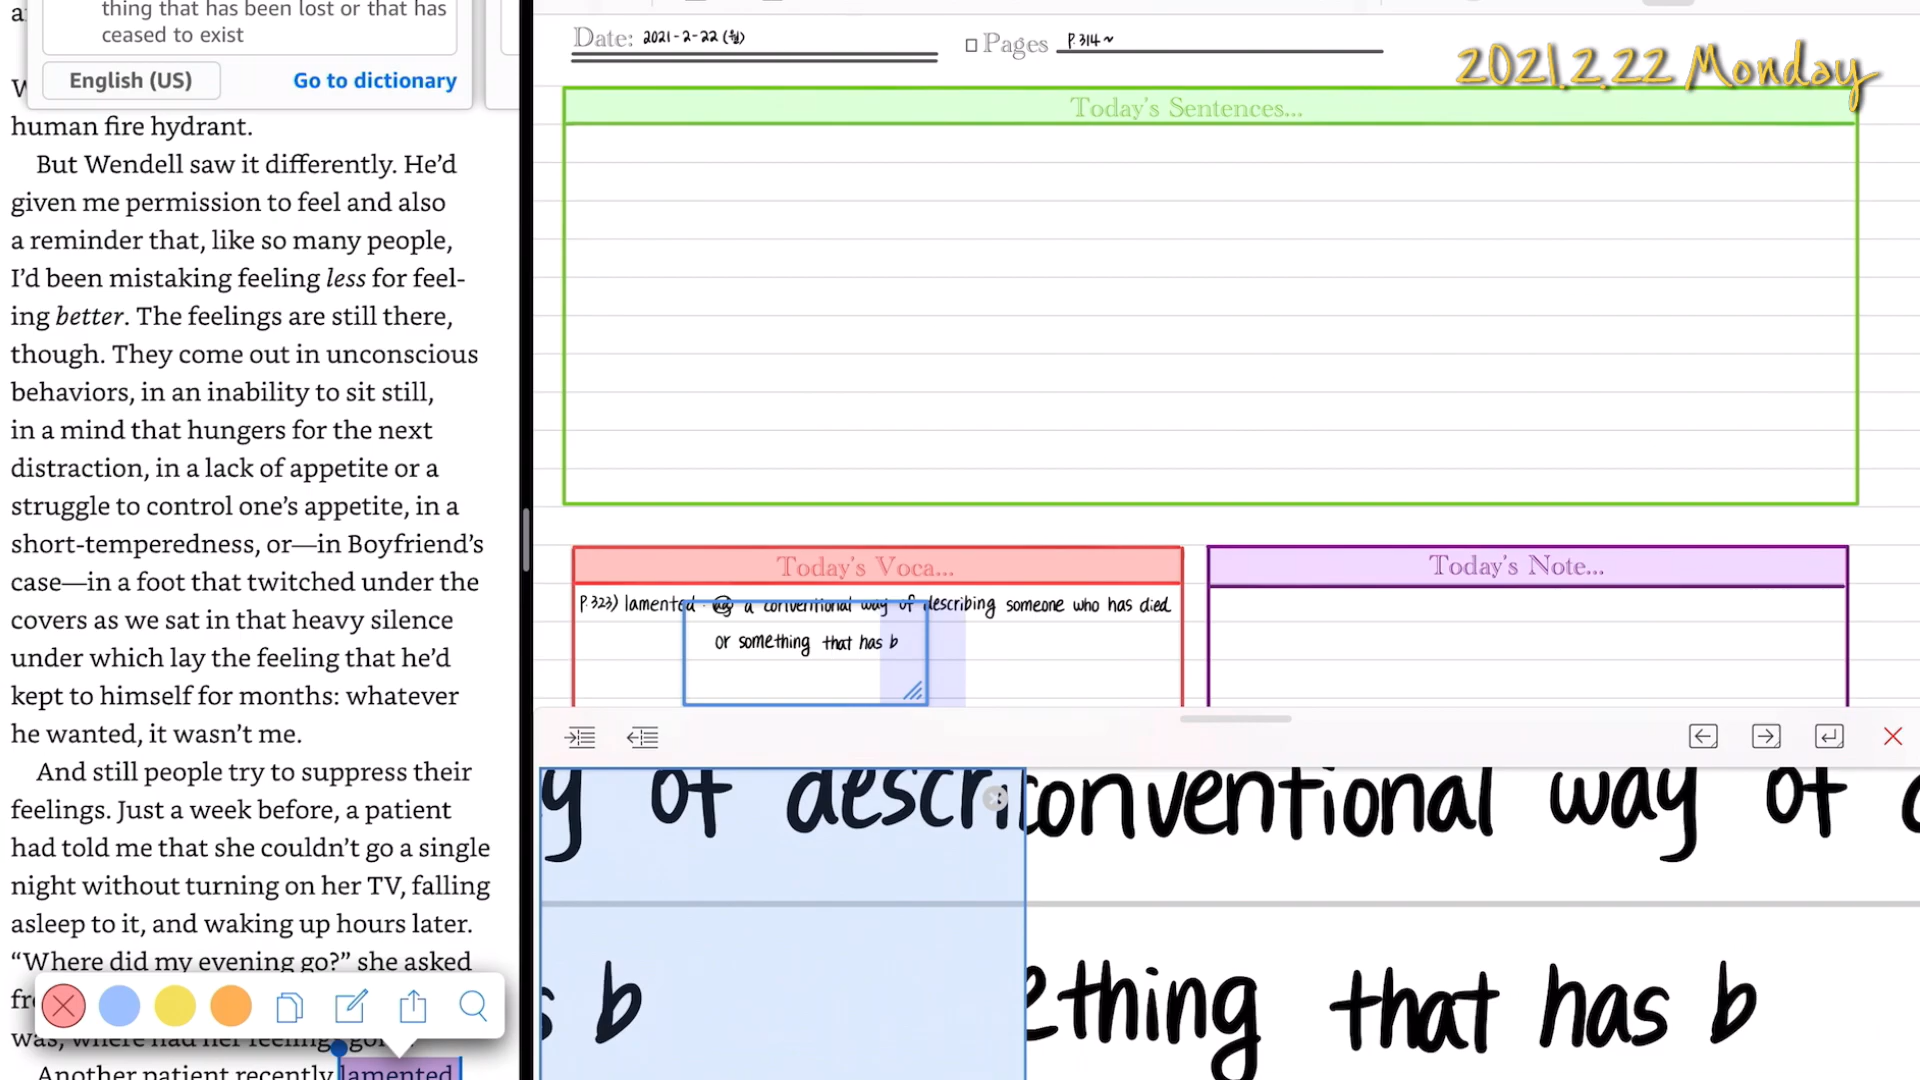 thing that has been lost or that has
ceased to exist
English (US)
Go to dictionary
human fire hydrant.
But Wendell saw it differently. He’d
given me permission to feel and also
a reminder that, like so many people,
I’d been mistaking feeling less for feel-
ing better. The feelings are still there,
though. They come out in unconscious
behaviors, in an inability to sit still,
in a mind that hungers for the next
distraction, in a lack of appetite or a
struggle to control one’s appetite, in a
short-temperedness, or—in Boyfriend’s
case—in a foot that twitched under the
covers as we sat in that heavy silence
under which lay the feeling that he’d
kept to himself for months: whatever
he wanted, it wasn’t me.
And still people try to suppress their
feelings. Just a week before, a patient
had told me that she couldn’t go a single
night without turning on her TV, falling
asleep to it, and waking up hours later.
“Where did my evening go?” she asked
was, where had her feelings
Another patient recently lamented
Date: 2021-2-22 (월)
Pages P.314~
2021.2.22 Monday
Today's Sentences...
Today's Voca...
P.323) lamented · a conventional way of describing someone who has died
or something that has b
Today's Note...
y of descri
s b
conventional way of
ething that has b